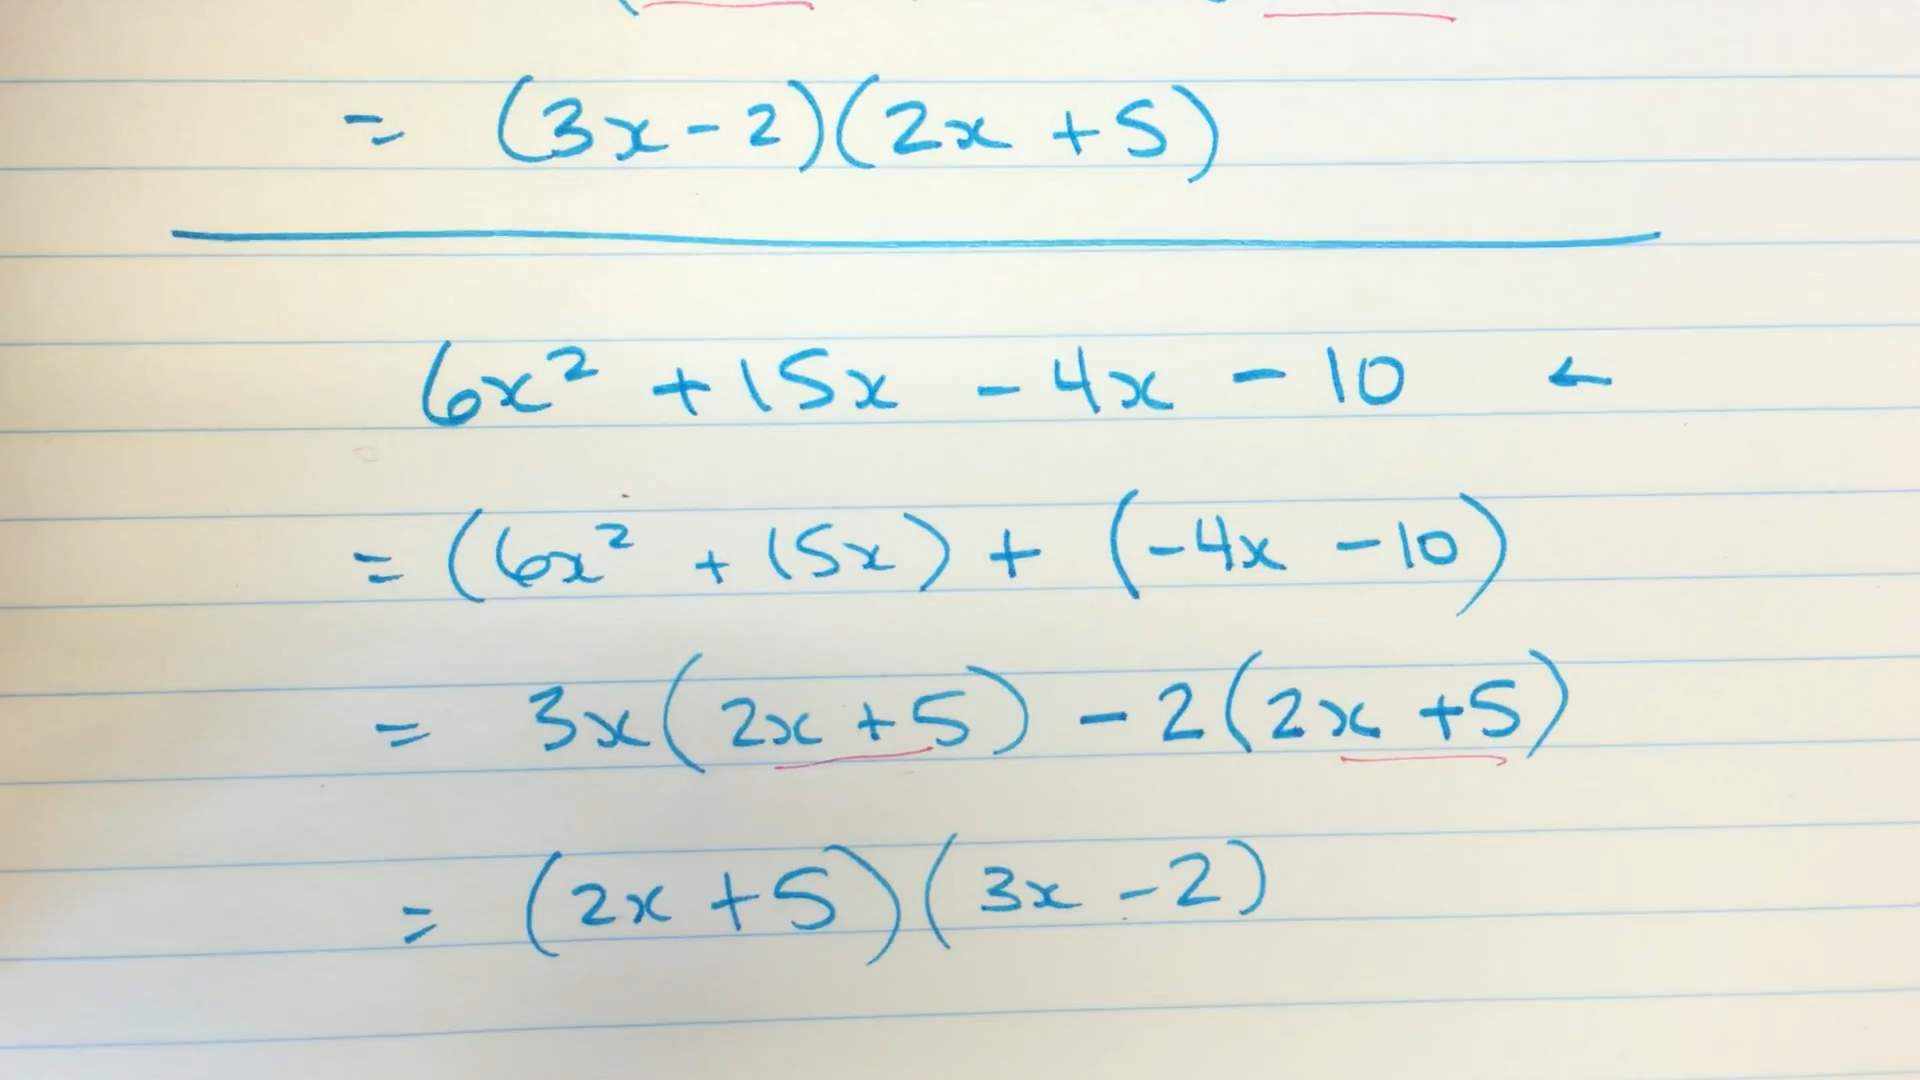 = (3x - 2)(2x + 5)
6x² + 15x - 4x - 10 ←
= (6x² + 15x) + (-4x - 10)
= 3x(2x + 5) - 2(2x + 5)
= (2x + 5)(3x - 2)